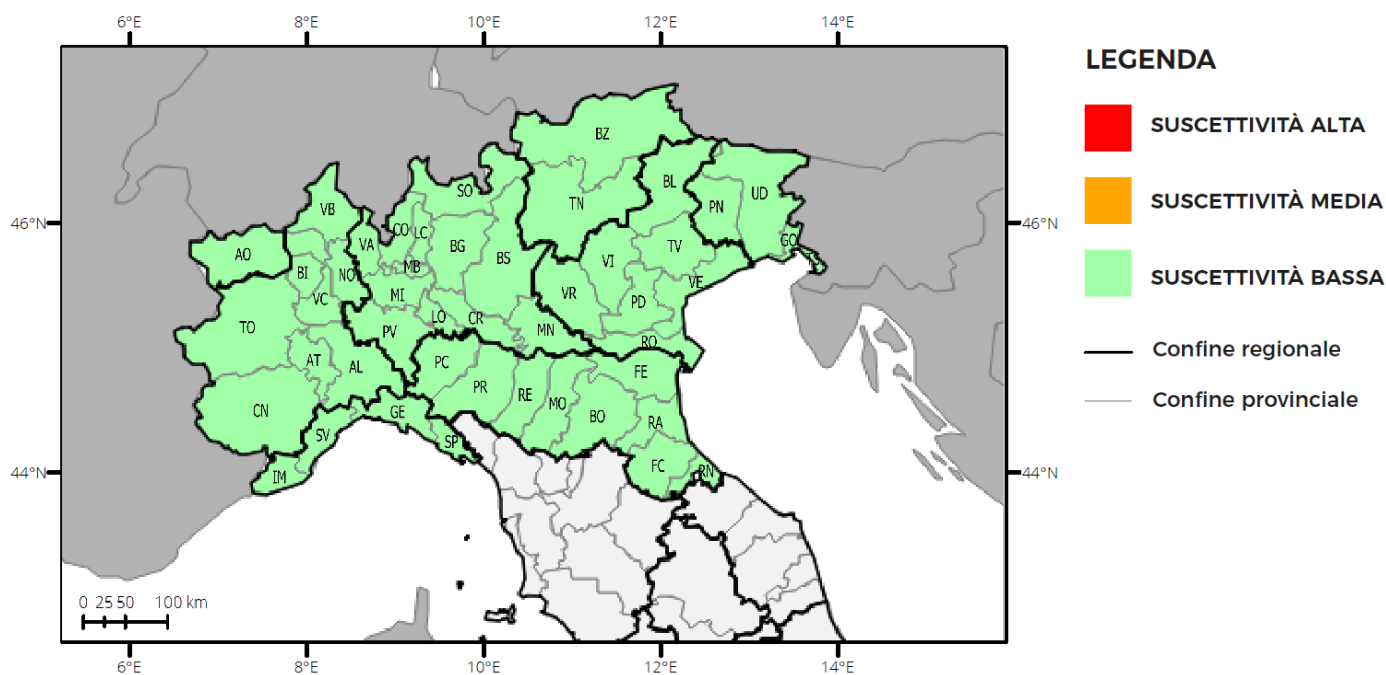 6°E 8°E 10°E 12°E 14°E
LEGENDA
SUSCETTIVITÀ ALTA
SUSCETTIVITÀ MEDIA
SUSCETTIVITÀ BASSA
Confine regionale
Confine provinciale
BZ
SO BL UD
VB TN PN
46°N 46°N
CO LC GO
AO VA BG BS VI TV
BI NO MB VE
VC MI VR PD
TO LO CR MN
PV RO
AT AL PC FE
PR RE MO BO RA
CN SV GE
SP FC RN
44°N 44°N
IM
0 25 50 100 km
6°E 8°E 10°E 12°E 14°E